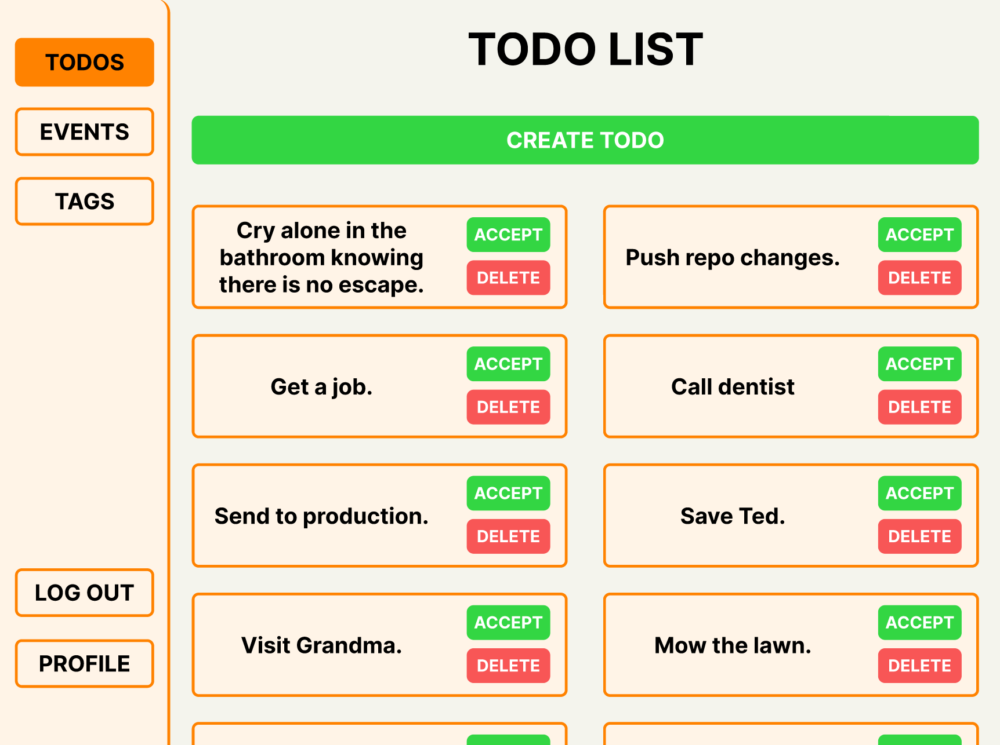 TODOS
EVENTS
TAGS
LOG OUT
PROFILE
TODO LIST
CREATE TODO
Cry alone in the
bathroom knowing
there is no escape.
ACCEPT
DELETE
Push repo changes.
ACCEPT
DELETE
Get a job.
ACCEPT
DELETE
Call dentist
ACCEPT
DELETE
Send to production.
ACCEPT
DELETE
Save Ted.
ACCEPT
DELETE
Visit Grandma.
ACCEPT
DELETE
Mow the lawn.
ACCEPT
DELETE